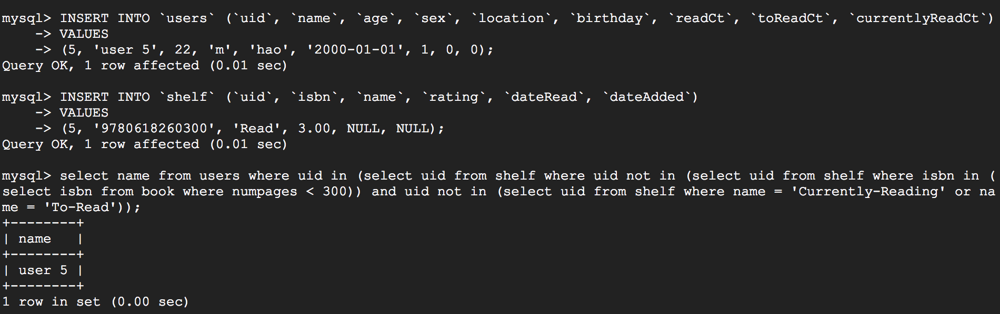 mysql> INSERT INTO `users` (`uid`, `name`, `age`, `sex`, `location`, `birthday`, `readCt`, `toReadCt`, `currentlyReadCt`)
    -> VALUES
    -> (5, 'user 5', 22, 'm', 'hao', '2000-01-01', 1, 0, 0);
Query OK, 1 row affected (0.01 sec)

mysql> INSERT INTO `shelf` (`uid`, `isbn`, `name`, `rating`, `dateRead`, `dateAdded`)
    -> VALUES
    -> (5, '9780618260300', 'Read', 3.00, NULL, NULL);
Query OK, 1 row affected (0.01 sec)

mysql> select name from users where uid in (select uid from shelf where uid not in (select uid from shelf where isbn in (
select isbn from book where numpages < 300)) and uid not in (select uid from shelf where name = 'Currently-Reading' or na
me = 'To-Read'));
+--------+
| name   |
+--------+
| user 5 |
+--------+
1 row in set (0.00 sec)